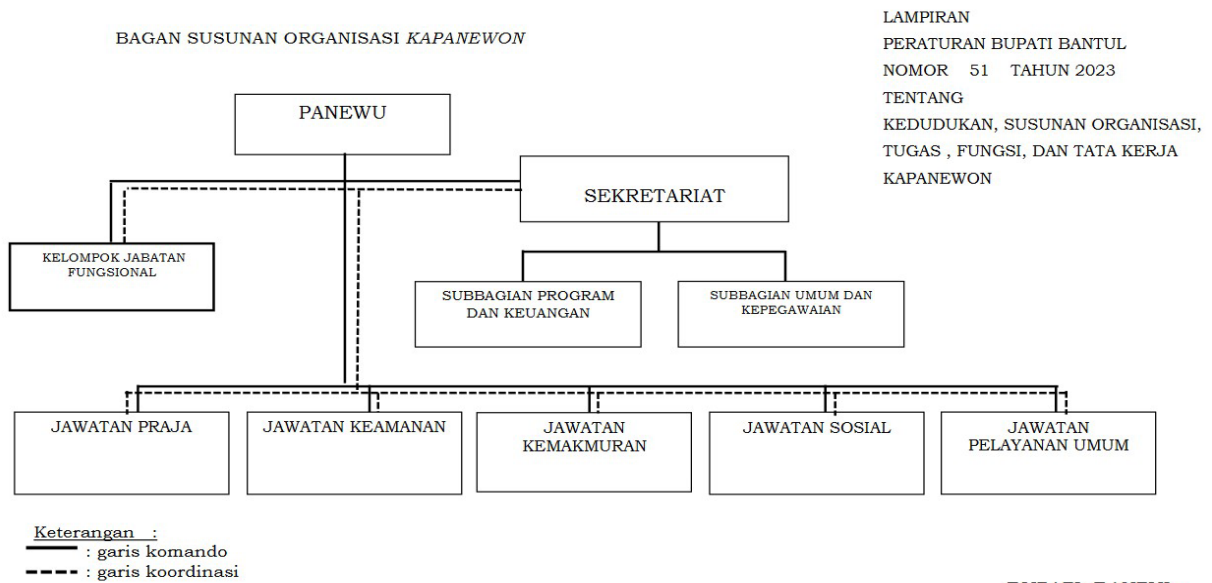 LAMPIRAN
PERATURAN BUPATI BANTUL
NOMOR 51 TAHUN 2023
TENTANG
KEDUDUKAN, SUSUNAN ORGANISASI,
TUGAS , FUNGSI, DAN TATA KERJA
KAPANEWON
BAGAN SUSUNAN ORGANISASI KAPANEWON
PANEWU
SEKRETARIAT
KELOMPOK JABATAN
FUNGSIONAL
SUBBAGIAN PROGRAM
DAN KEUANGAN
SUBBAGIAN UMUM DAN
KEPEGAWAIAN
JAWATAN PRAJA
JAWATAN KEAMANAN
JAWATAN
KEMAKMURAN
JAWATAN SOSIAL
JAWATAN
PELAYANAN UMUM
Keterangan :
: garis komando
: garis koordinasi